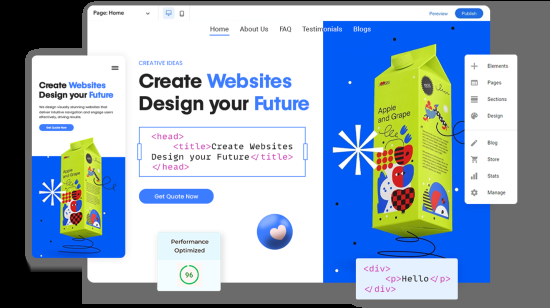 Page: Home
Preview
Publish
Home
About Us
FAQ
Testimonials
Blogs
CREATIVE IDEAS
Create Websites
Design your Future
<head>
<title>Create Websites
Design your Future</title>
</head>
Get Quote Now
Performance
Optimized
96
Create Websites
Design your Future
We design visually stunning websites that
deliver intuitive navigation and engage users
effectively, driving results.
Get Quote Now
Apple
and Grape
Apple
and Grape
Elements
Pages
Sections
Design
Blog
Store
Stats
Manage
<div>
<p>Hello</p>
</div>